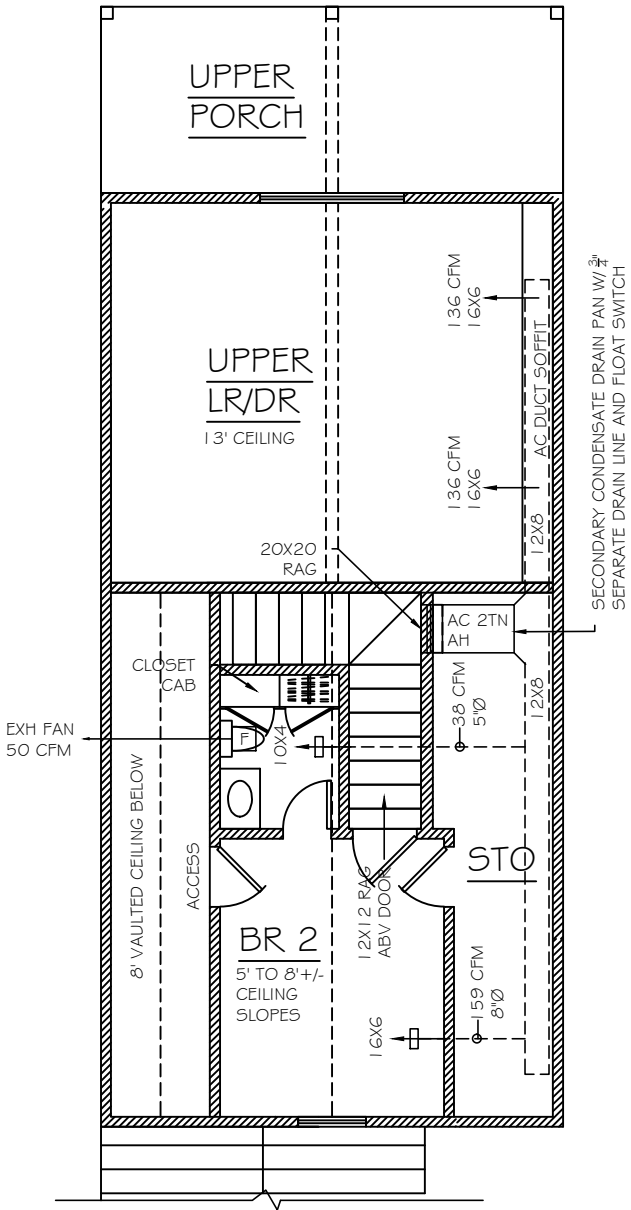 UPPER
PORCH
136 CFM
16X6
SECONDARY CONDENSATE DRAIN PAN W/ 3/4"
SEPARATE DRAIN LINE AND FLOAT SWITCH
UPPER
LR/DR
13' CEILING
AC DUCT SOFFIT
136 CFM
16X6
12X8
20X20
RAG
AC 2TN
AH
CLOSET
CAB
12X8
EXH FAN
50 CFM
F
10X4
38 CFM
5"Ø
8' VAULTED CEILING BELOW
ACCESS
STO
12X12 RAG
ABV DOOR
BR 2
5' TO 8'+/-
CEILING
SLOPES
16X6
159 CFM
8"Ø